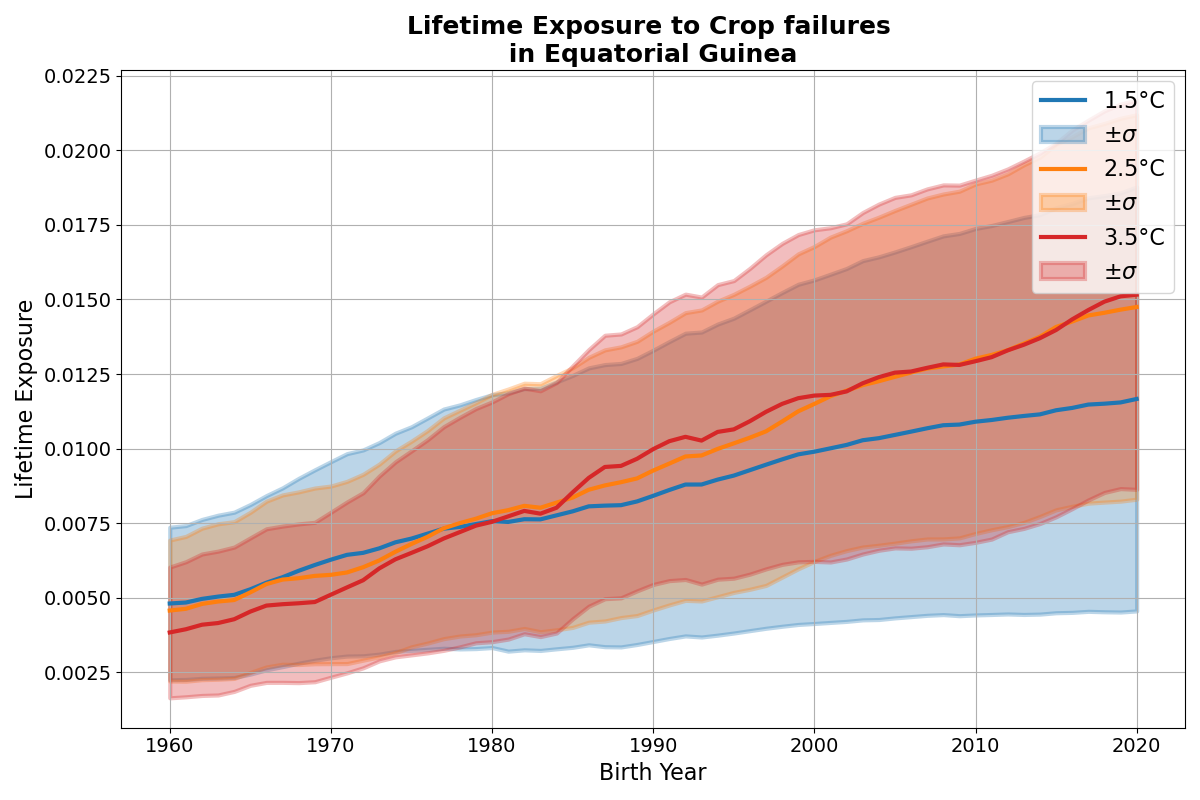 Lifetime Exposure to Crop failures
in Equatorial Guinea
Lifetime Exposure
0.0225
0.0200
0.0175
0.0150
0.0125
0.0100
0.0075
0.0050
0.0025
1.5°C
±σ
2.5°C
±σ
3.5°C
±σ
1960 1970 1980 1990 2000 2010 2020
Birth Year